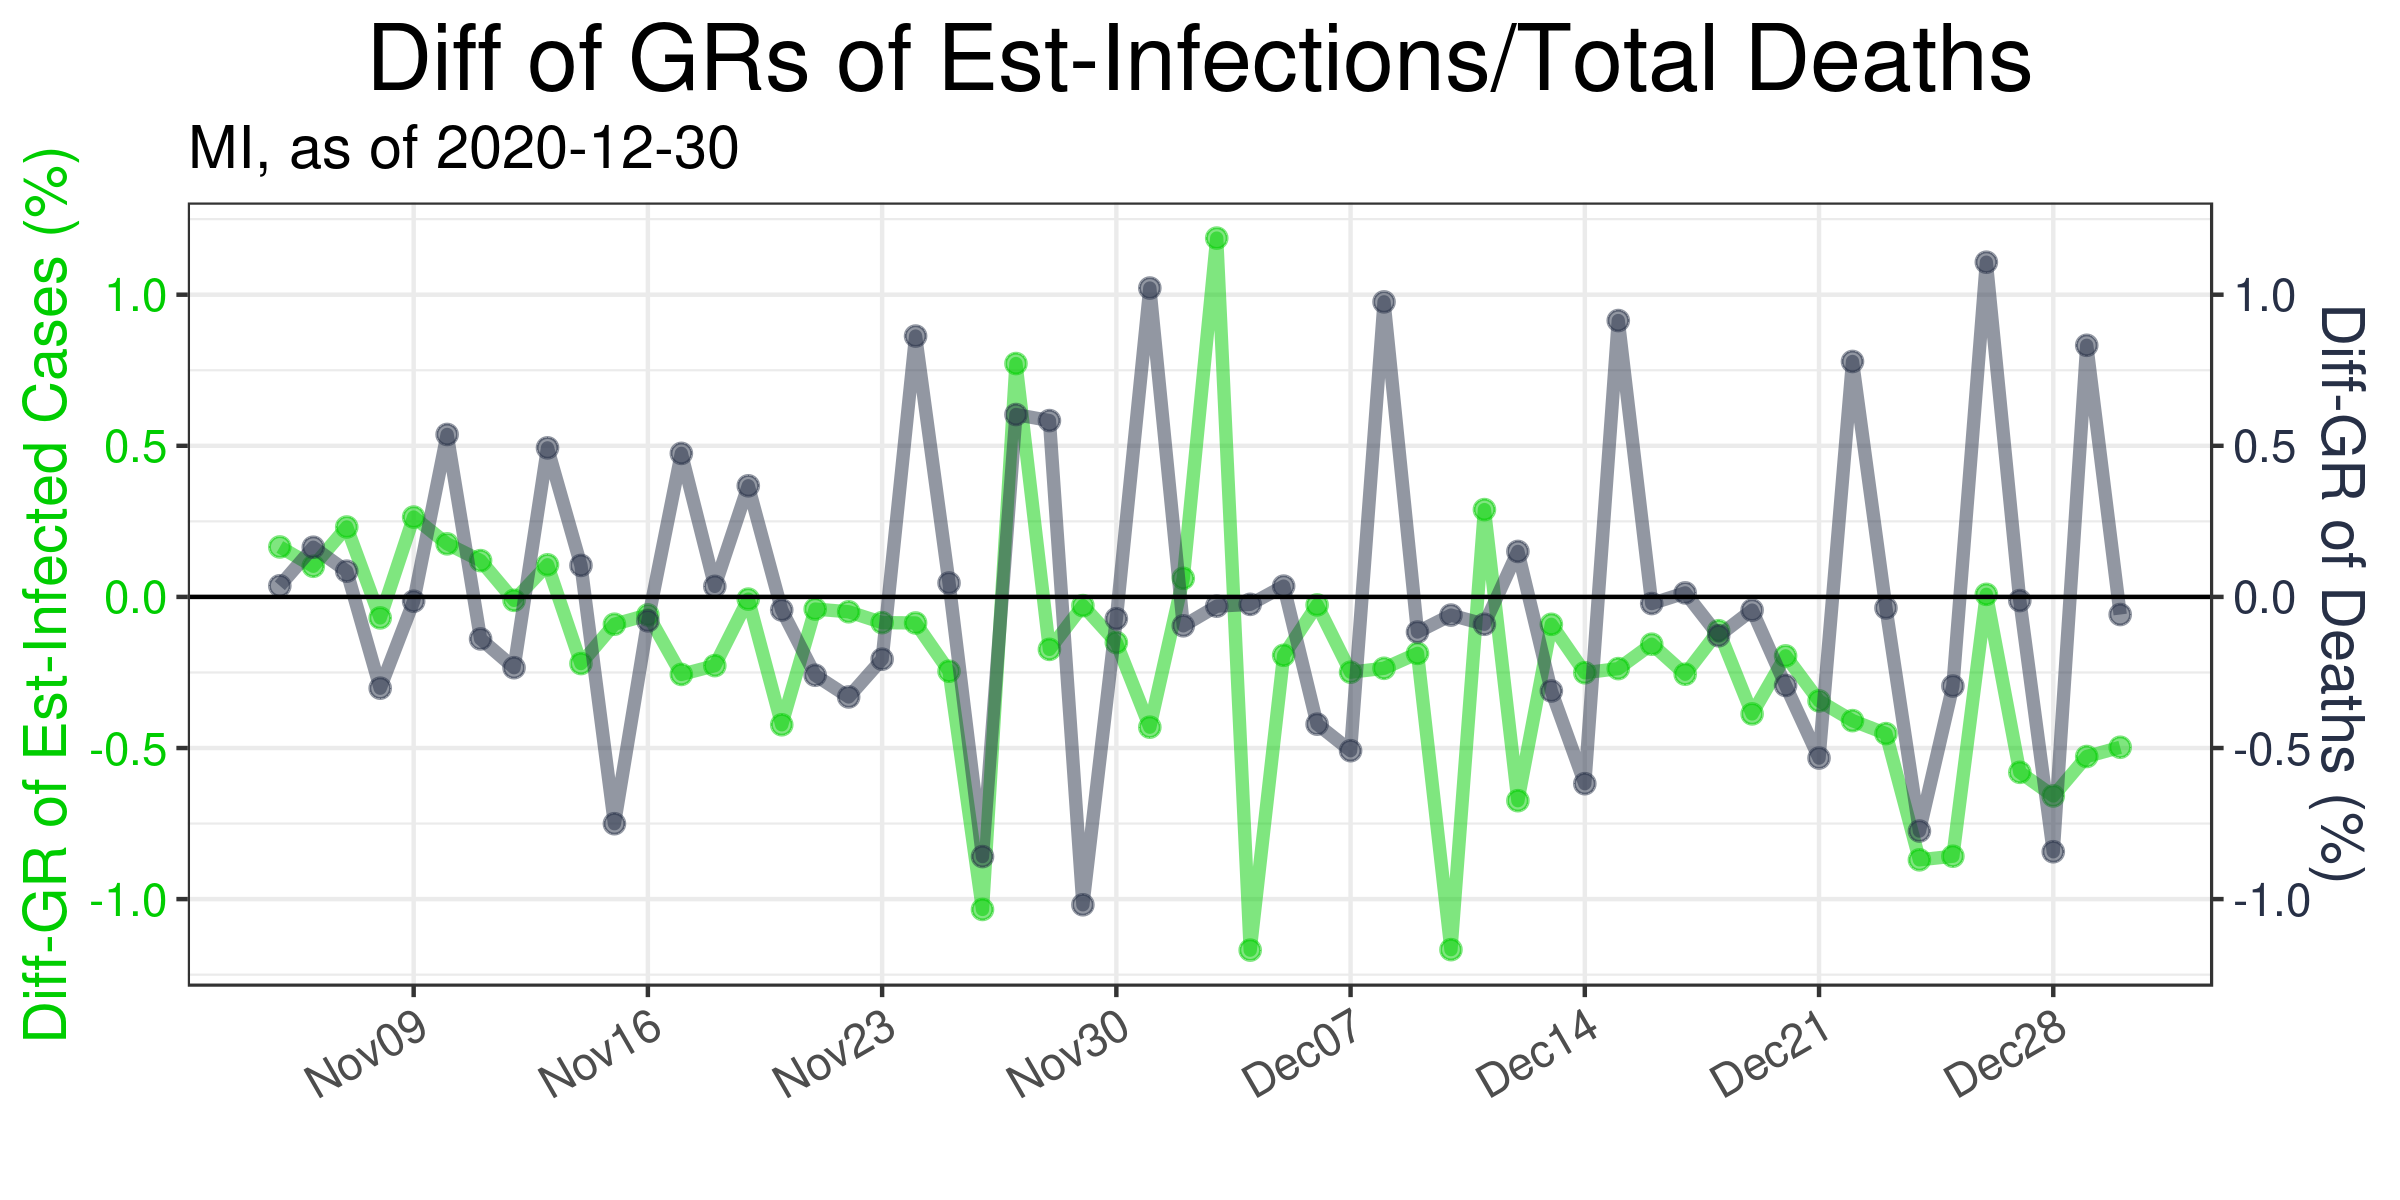 Diff of GRs of Est-Infections/Total Deaths
MI, as of 2020-12-30
Diff-GR of Est-Infected Cases (%)
1.0
0.5
0.0
-0.5
-1.0
1.0
0.5
0.0
-0.5
-1.0
Diff-GR of Deaths (%)
Nov09
Nov16
Nov23
Nov30
Dec07
Dec14
Dec21
Dec28